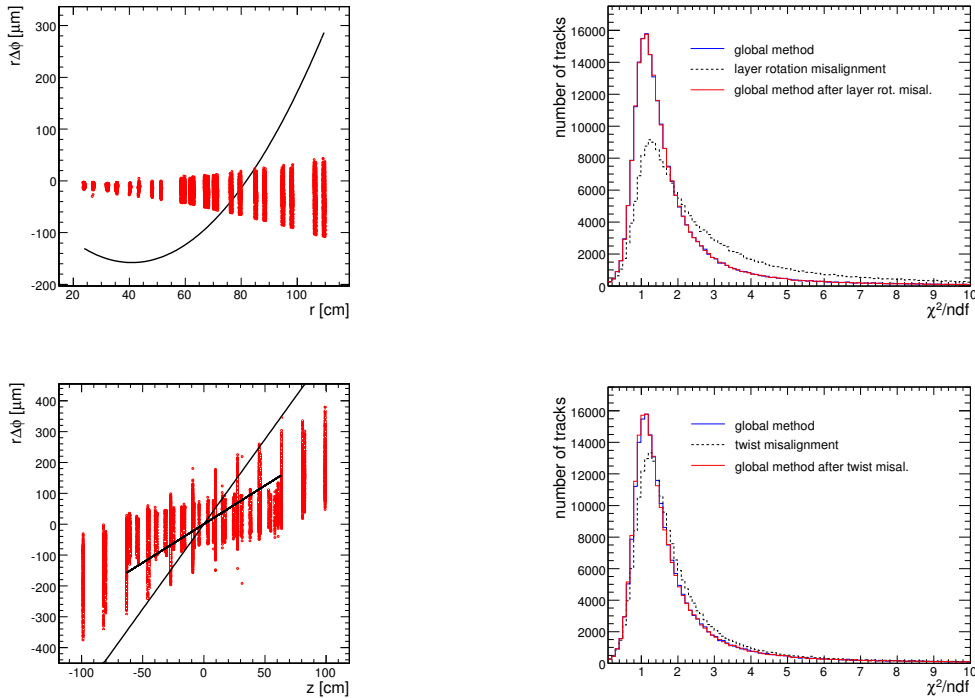 rΔφ [μm]
300
200
100
0
-100
-200
20 40 60 80 100
r [cm]
number of tracks
16000
14000
12000
10000
8000
6000
4000
2000
0
global method
layer rotation misalignment
global method after layer rot. misal.
1 2 3 4 5 6 7 8 9 10
χ²/ndf
rΔφ [μm]
400
300
200
100
0
-100
-200
-300
-400
-100 -50 0 50 100
z [cm]
number of tracks
16000
14000
12000
10000
8000
6000
4000
2000
0
global method
twist misalignment
global method after twist misal.
1 2 3 4 5 6 7 8 9 10
χ²/ndf